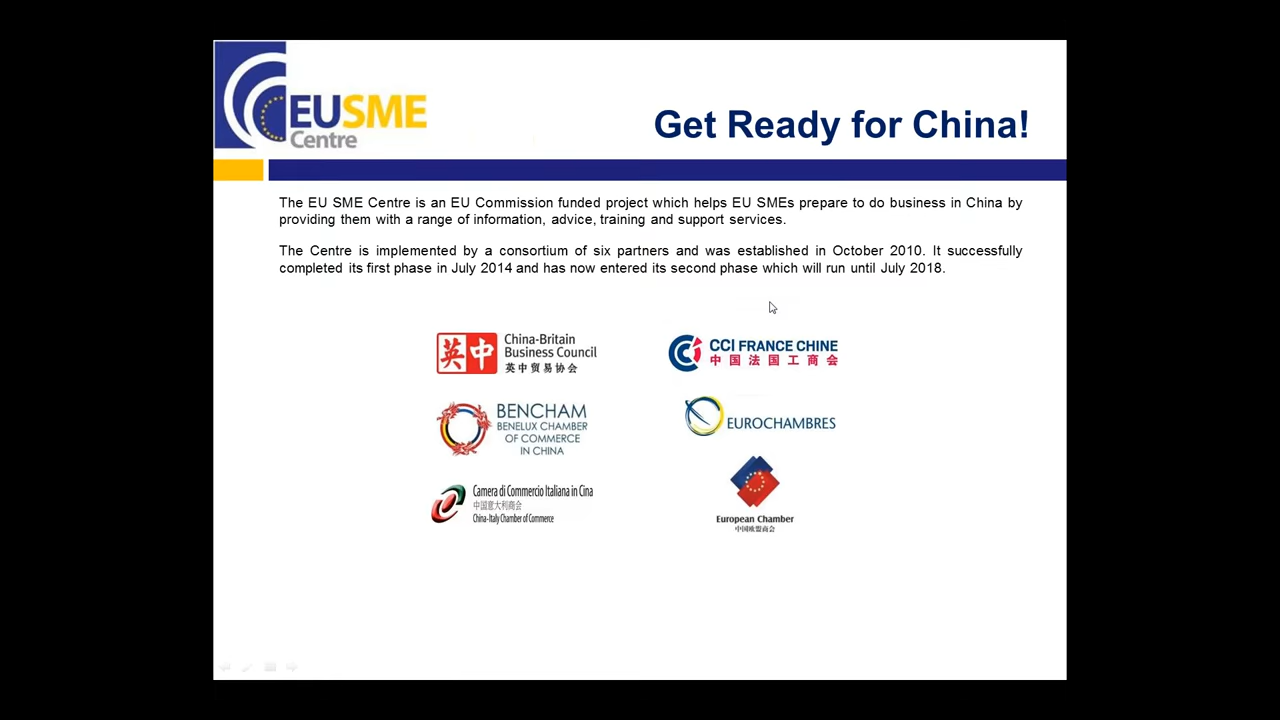 EUSME
Centre
Get Ready for China!
The EU SME Centre is an EU Commission funded project which helps EU SMEs prepare to do business in China by
providing them with a range of information, advice, training and support services.
The Centre is implemented by a consortium of six partners and was established in October 2010. It successfully
completed its first phase in July 2014 and has now entered its second phase which will run until July 2018.
英中
China-Britain
Business Council
英中贸易协会
CCI FRANCE CHINE
中国法国工商会
BENCHAM
BENELUX CHAMBER
OF COMMERCE
IN CHINA
EUROCHAMBRES
Camera di Commercio Italiana in Cina
中国意大利商会
China-Italy Chamber of Commerce
European Chamber
中国欧盟商会